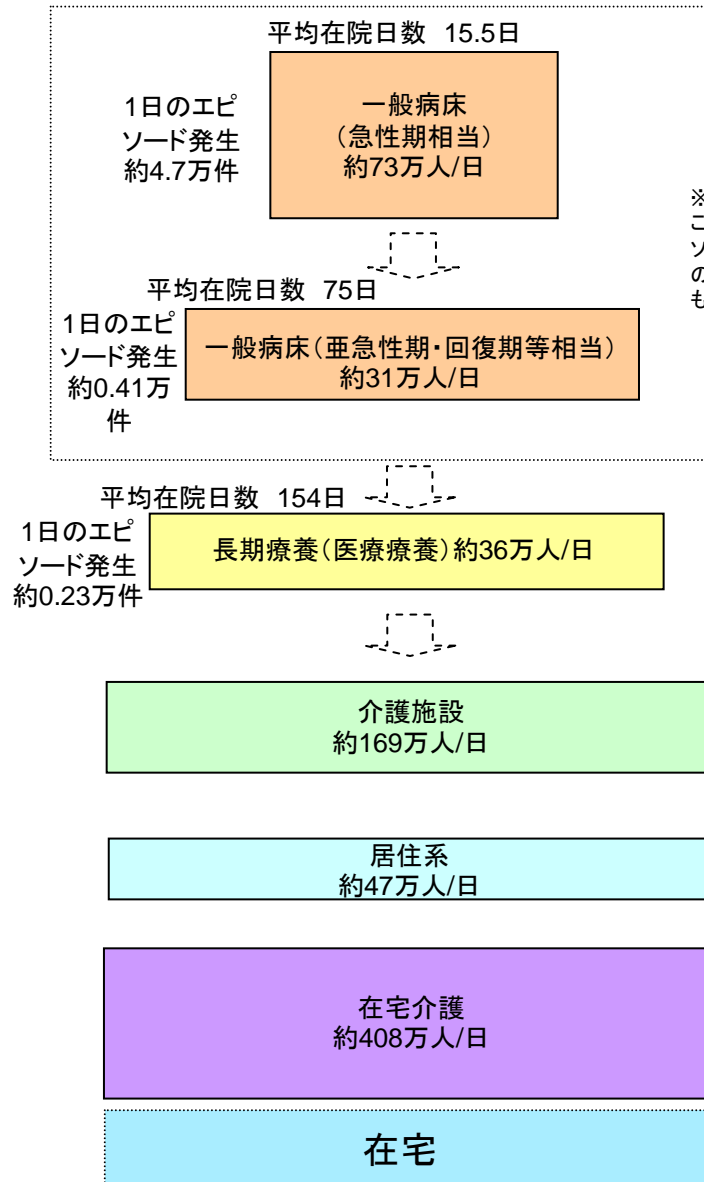 平均在院日数 15.5日
1日のエピ
ソード発生
約4.7万件
一般病床
（急性期相当）
約73万人/日
※
こ
ソ
の
も
平均在院日数 75日
1日のエピ
ソード発生
約0.41万
件
一般病床（亜急性期・回復期等相当）
約31万人/日
平均在院日数 154日
1日のエピ
ソード発生
約0.23万件
長期療養（医療療養）約36万人/日
介護施設
約169万人/日
居住系
約47万人/日
在宅介護
約408万人/日
在宅